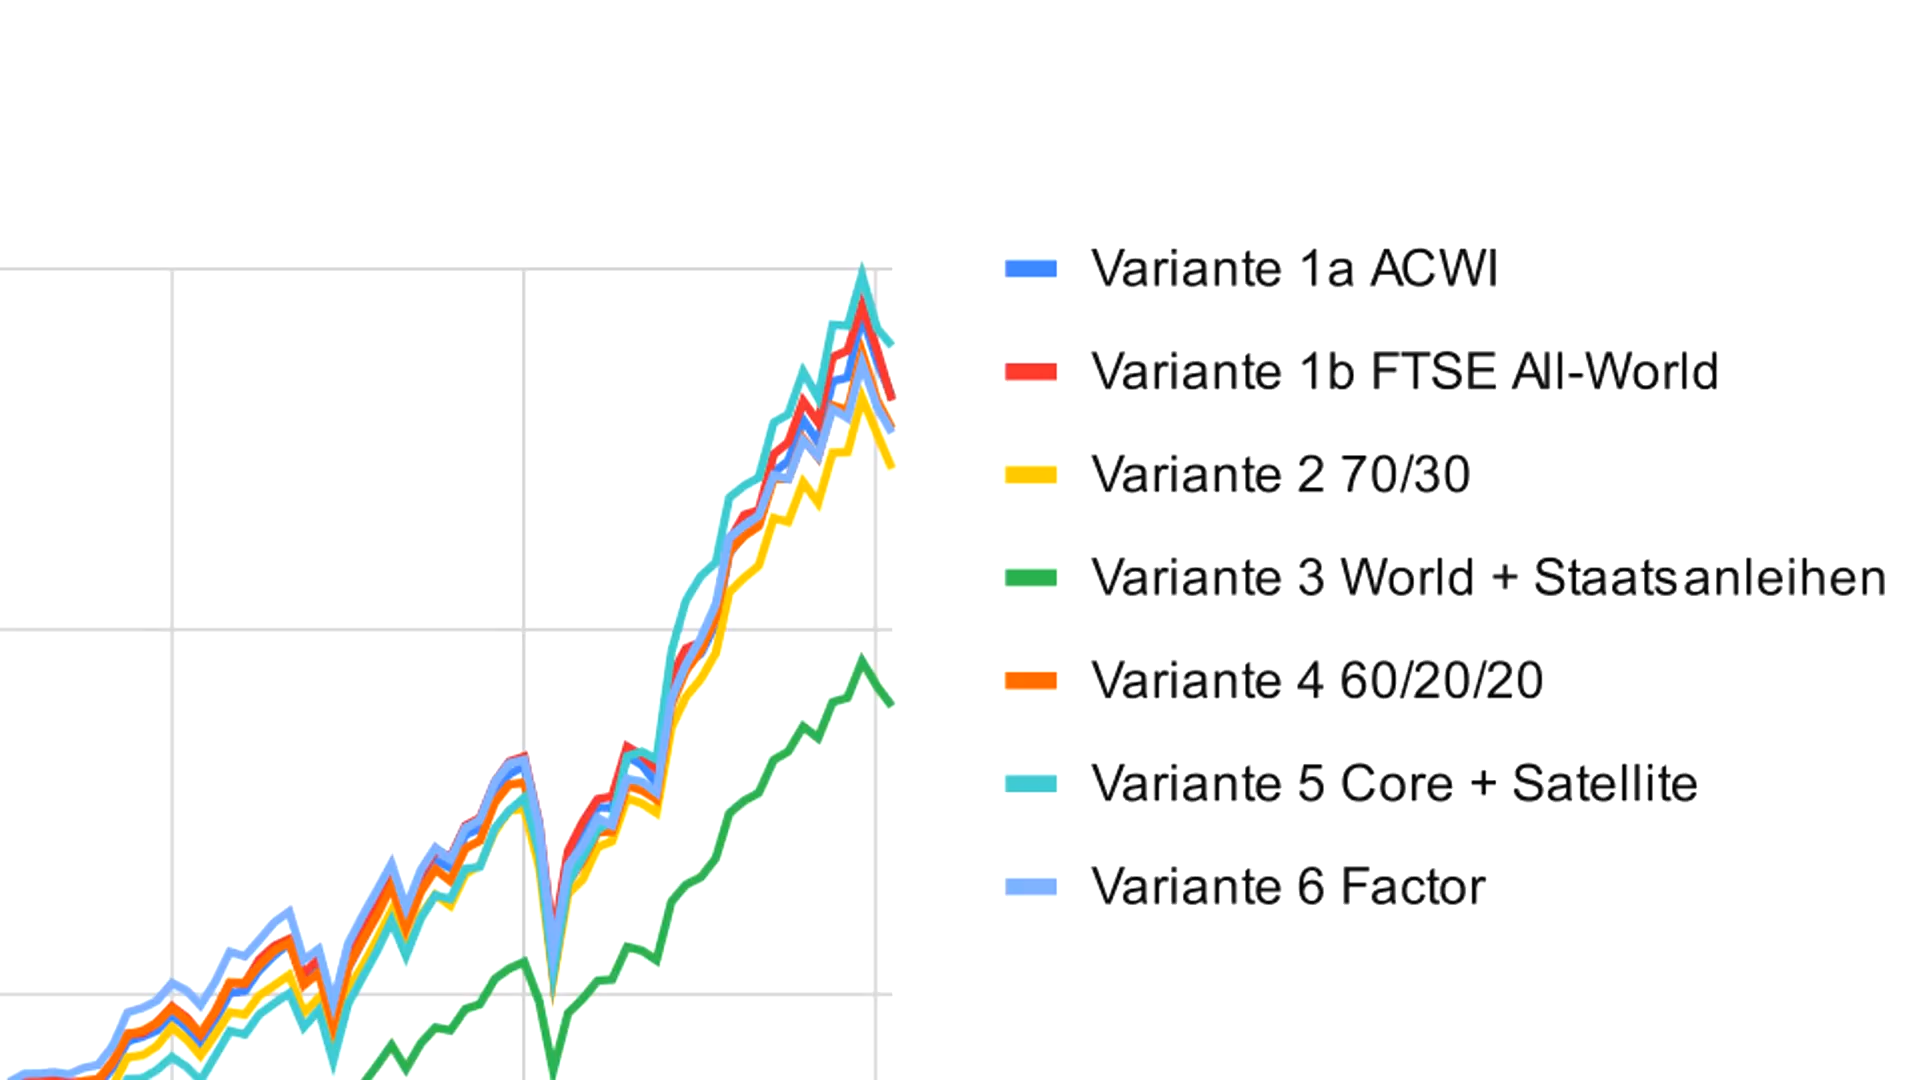 Variante 1a ACWI
Variante 1b FTSE All-World
Variante 2 70/30
Variante 3 World + Staatsanleihen
Variante 4 60/20/20
Variante 5 Core + Satellite
Variante 6 Factor